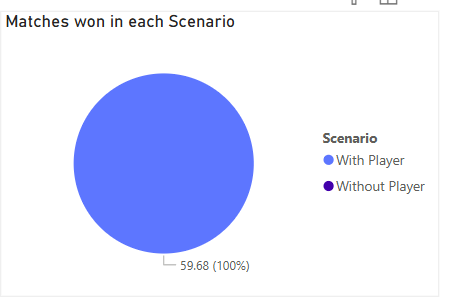 Matches won in each Scenario
Scenario
With Player
Without Player
59.68 (100%)